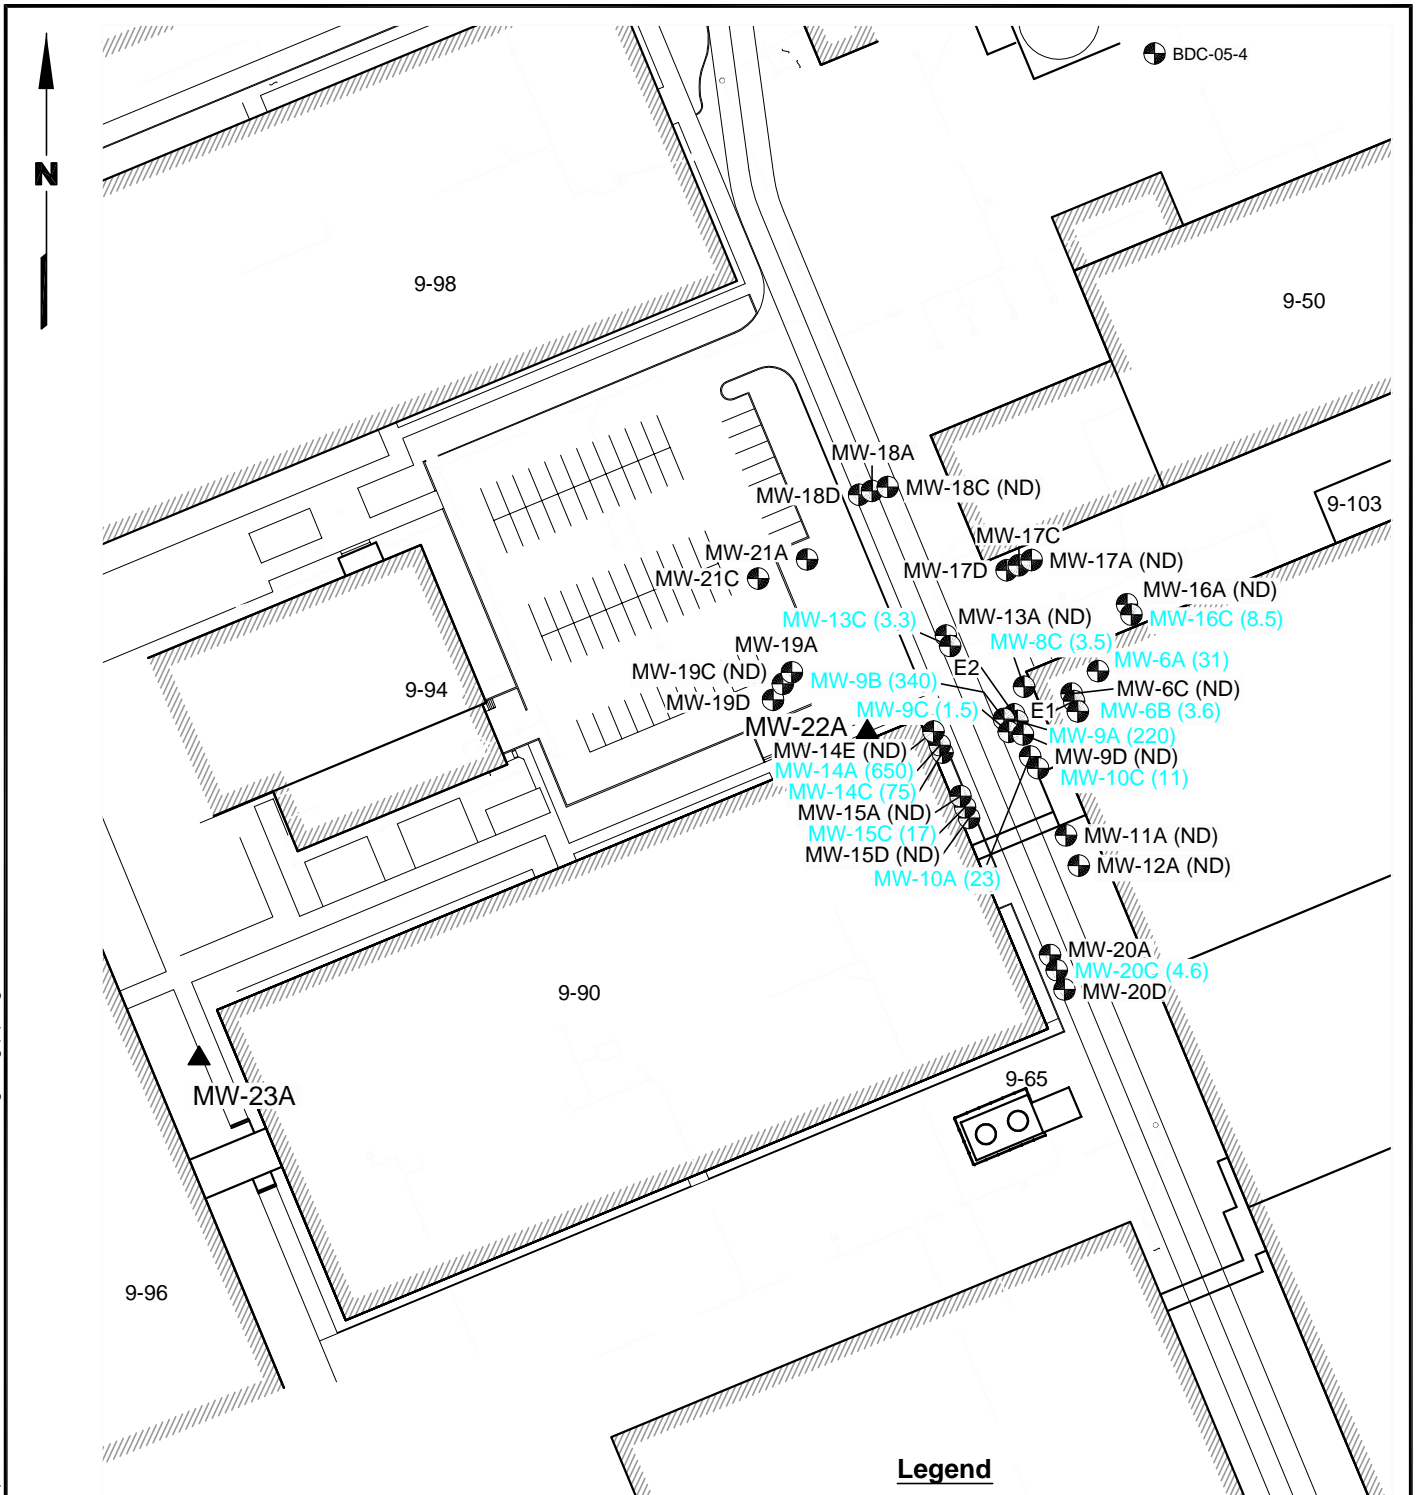 BDC-05-4
N
9-98
9-50
MW-18A
MW-18D
MW-18C (ND)
9-103
MW-17C
MW-21A
MW-17D
MW-17A (ND)
MW-21C
MW-16A (ND)
MW-13C (3.3)
MW-13A (ND)
MW-16C (8.5)
MW-8C (3.5)
MW-19A
E2
MW-6A (31)
MW-19C (ND)
MW-9B (340)
9-94
MW-6C (ND)
MW-19D
MW-9C (1.5)
E1
MW-6B (3.6)
MW-22A
MW-9A (220)
MW-14E (ND)
MW-9D (ND)
MW-14A (650)
MW-10C (11)
MW-14C (75)
MW-15A (ND)
MW-15C (17)
MW-11A (ND)
MW-15D (ND)
MW-12A (ND)
MW-10A (23)
MW-20A
MW-20C (4.6)
9-90
MW-20D
9-65
MW-23A
9-96
Legend